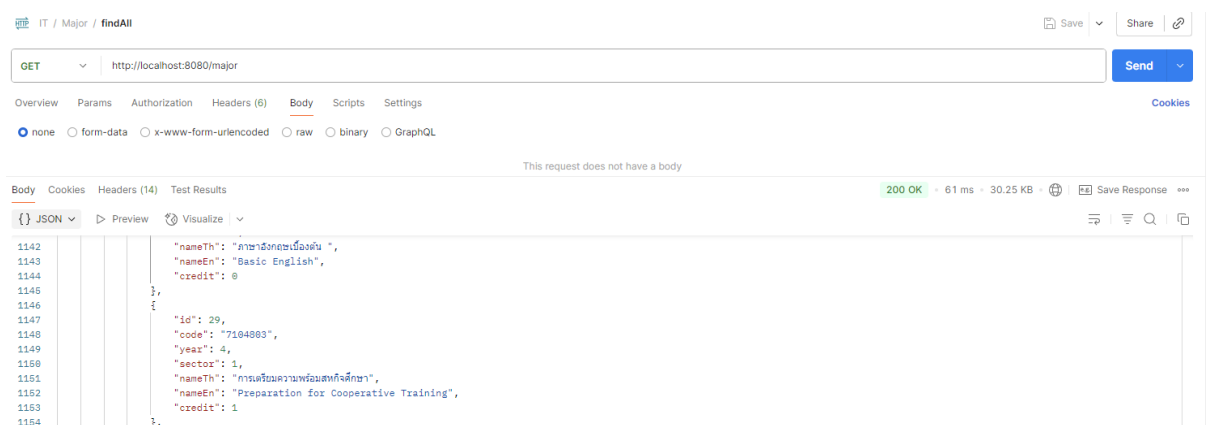 HTTP IT / Major / findAll Save Share
GET http://localhost:8080/major Send
Overview Params Authorization Headers (6) Body Scripts Settings Cookies
none form-data x-www-form-urlencoded raw binary GraphQL
This request does not have a body
Body Cookies Headers (14) Test Results 200 OK • 61 ms • 30.25 KB • e.g. Save Response
{} JSON Preview Visualize
1142 "nameTh": "ภาษาอังกฤษเบื้องต้น ",
1143 "nameEn": "Basic English",
1144 "credit": 0
1145 },
1146 {
1147 "id": 29,
1148 "code": "7104803",
1149 "year": 4,
1150 "sector": 1,
1151 "nameTh": "การเตรียมความพร้อมสหกิจศึกษา",
1152 "nameEn": "Preparation for Cooperative Training",
1153 "credit": 1
1154 },